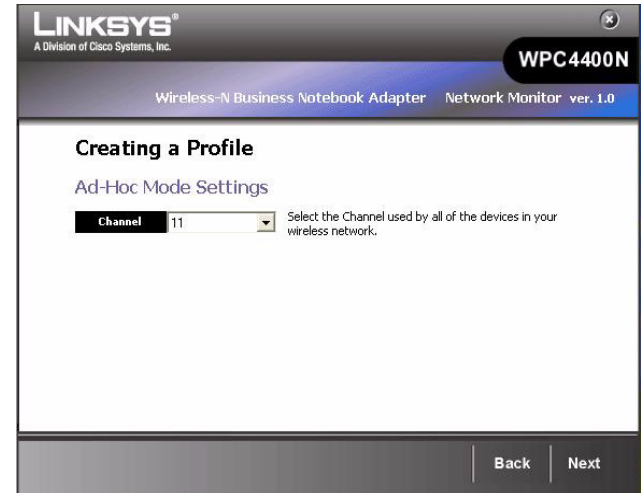 LINKSYS®
A Division of Cisco Systems, Inc.
WPC4400N
Wireless-N Business Notebook Adapter Network Monitor ver. 1.0
Creating a Profile
Ad-Hoc Mode Settings
Channel 11 Select the Channel used by all of the devices in your
wireless network.
Back Next